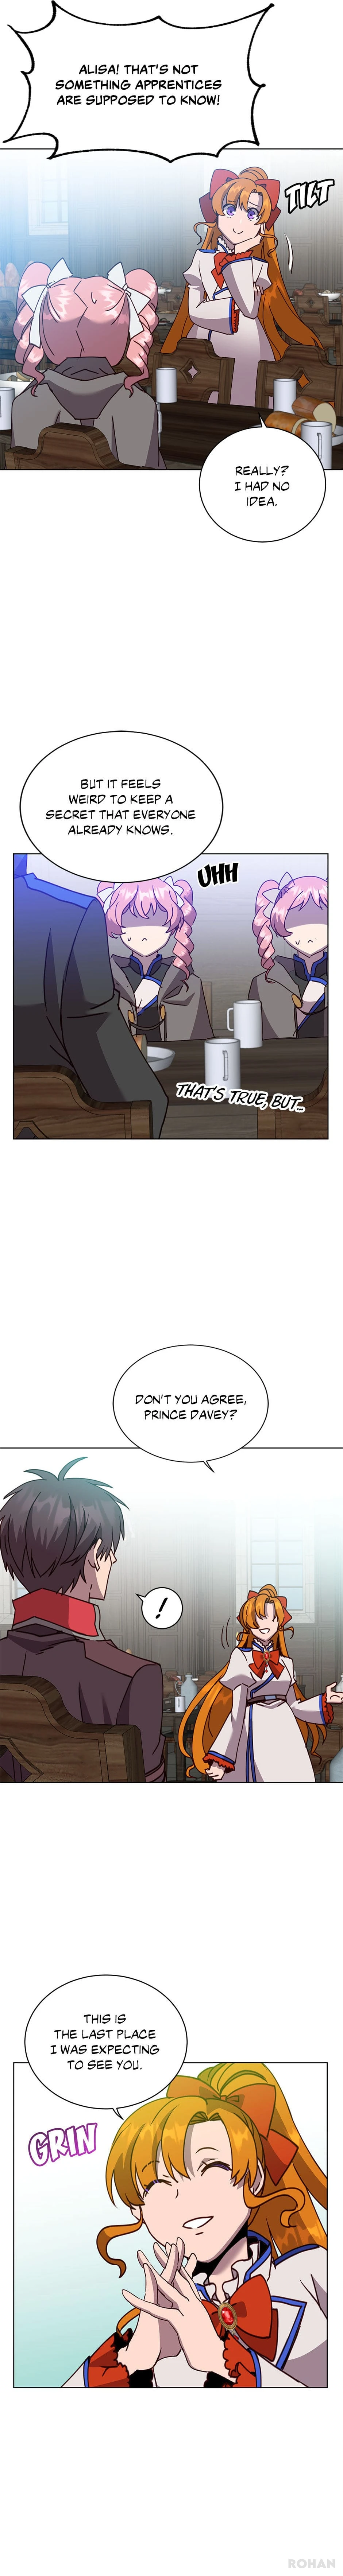 ALISA! THAT'S NOT
SOMETHING APPRENTICES
ARE SUPPOSED TO KNOW!
TILT
REALLY?
I HAD NO
IDEA.
BUT IT FEELS
WEIRD TO KEEP A
SECRET THAT EVERYONE
ALREADY KNOWS.
UHH
THAT'S TRUE, BUT...
DON'T YOU AGREE,
PRINCE DAVEY?
!
THIS IS
THE LAST PLACE
I WAS EXPECTING
TO SEE YOU.
GRIN
ROHAN